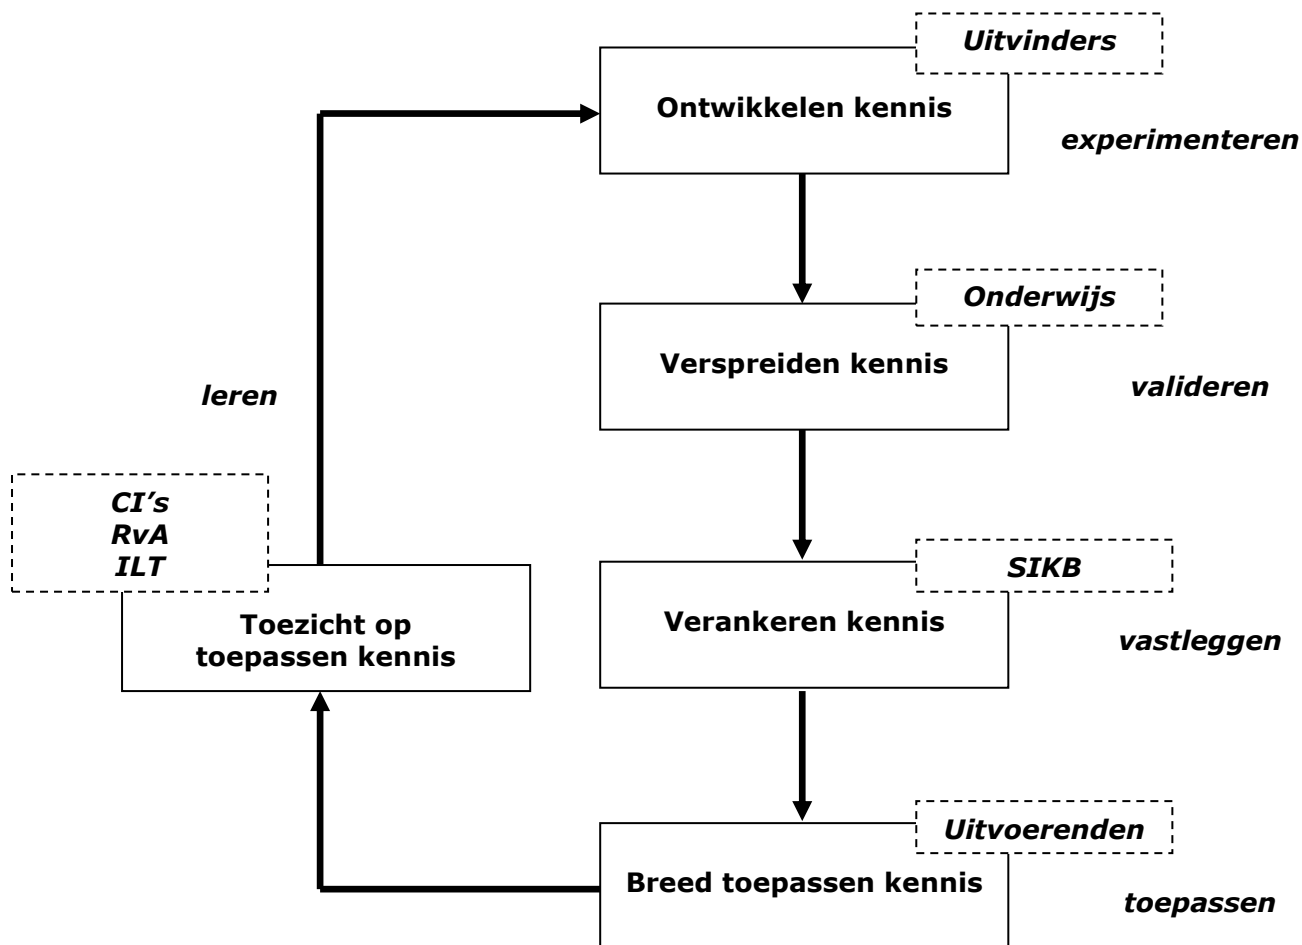 Uitvinders
Ontwikkelen kennis
experimenteren
Onderwijs
Verspreiden kennis
valideren
leren
CI’s
RvA
ILT
Toezicht op
toepassen kennis
SIKB
Verankeren kennis
vastleggen
Uitvoerenden
Breed toepassen kennis
toepassen